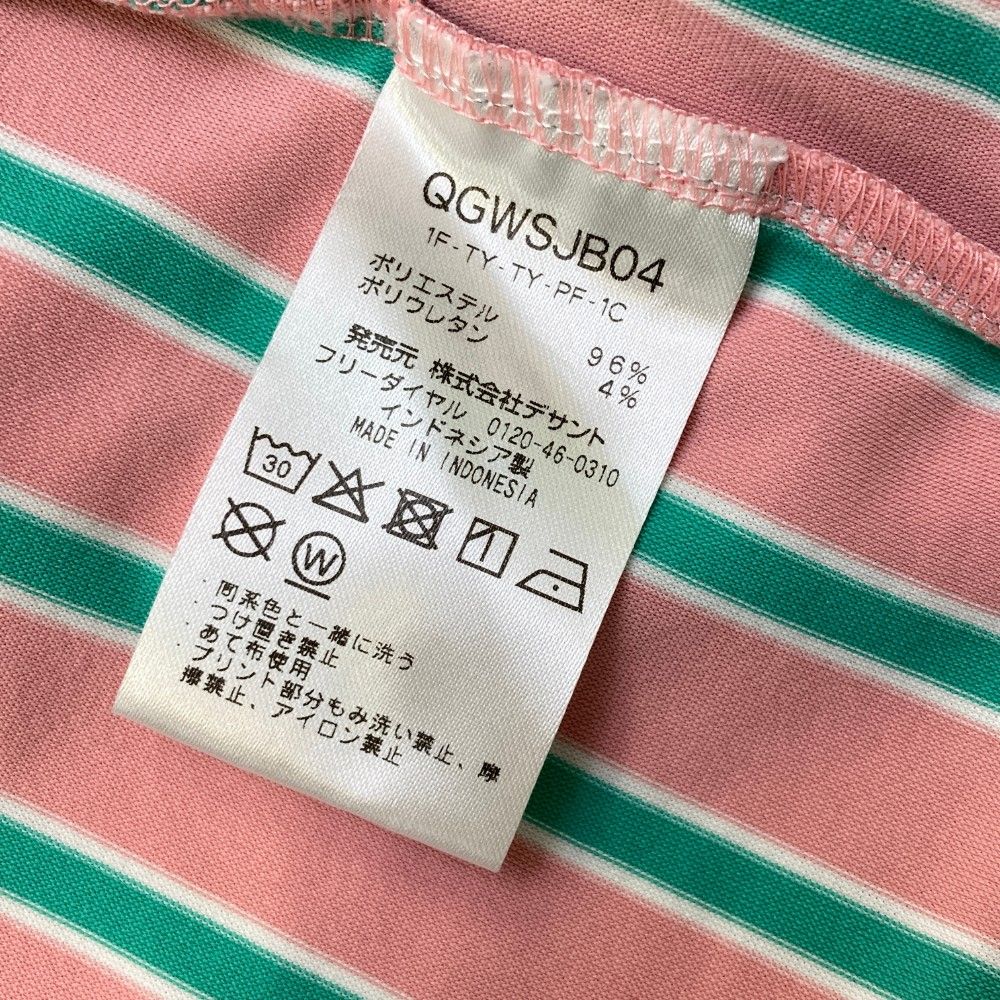 QGWSJB04
1F-TY-TY-PF-1C
ポリエステル 96%
ポリウレタン 4%
発売元 株式会社デサント
フリーダイヤル 0120-46-0310
インドネシア製
MADE IN INDONESIA
30
W
・同系色と一緒に洗う
・つけ置き禁止
・あて布使用
・プリント部分もみ洗い禁止、摩
擦禁止、アイロン禁止